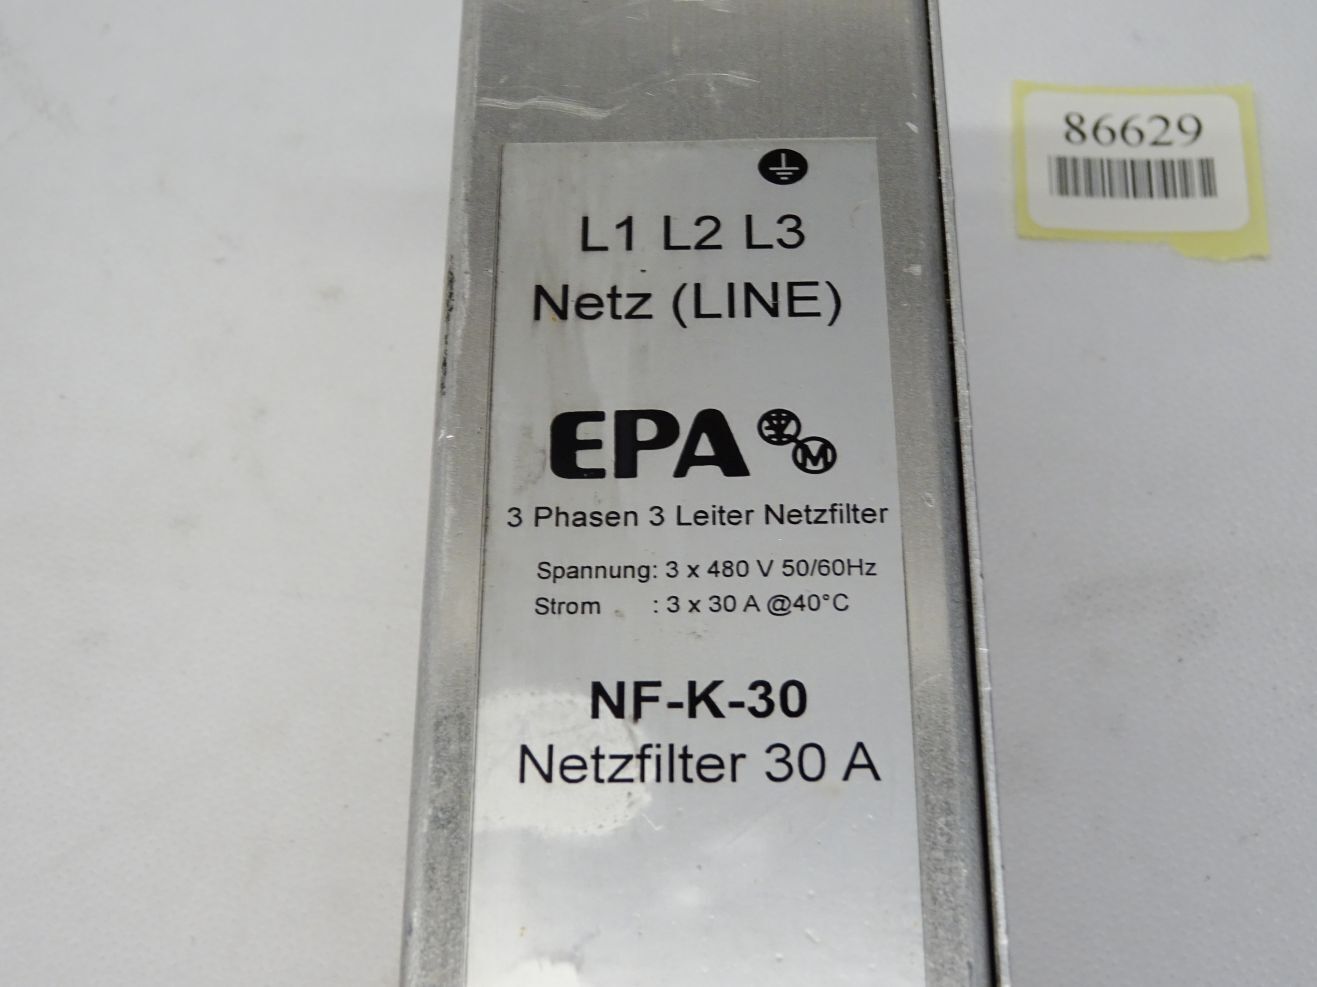 86629
L1 L2 L3
Netz (LINE)
EPA M
3 Phasen 3 Leiter Netzfilter
Spannung: 3 x 480 V 50/60Hz
Strom : 3 x 30 A @40°C
NF-K-30
Netzfilter 30 A